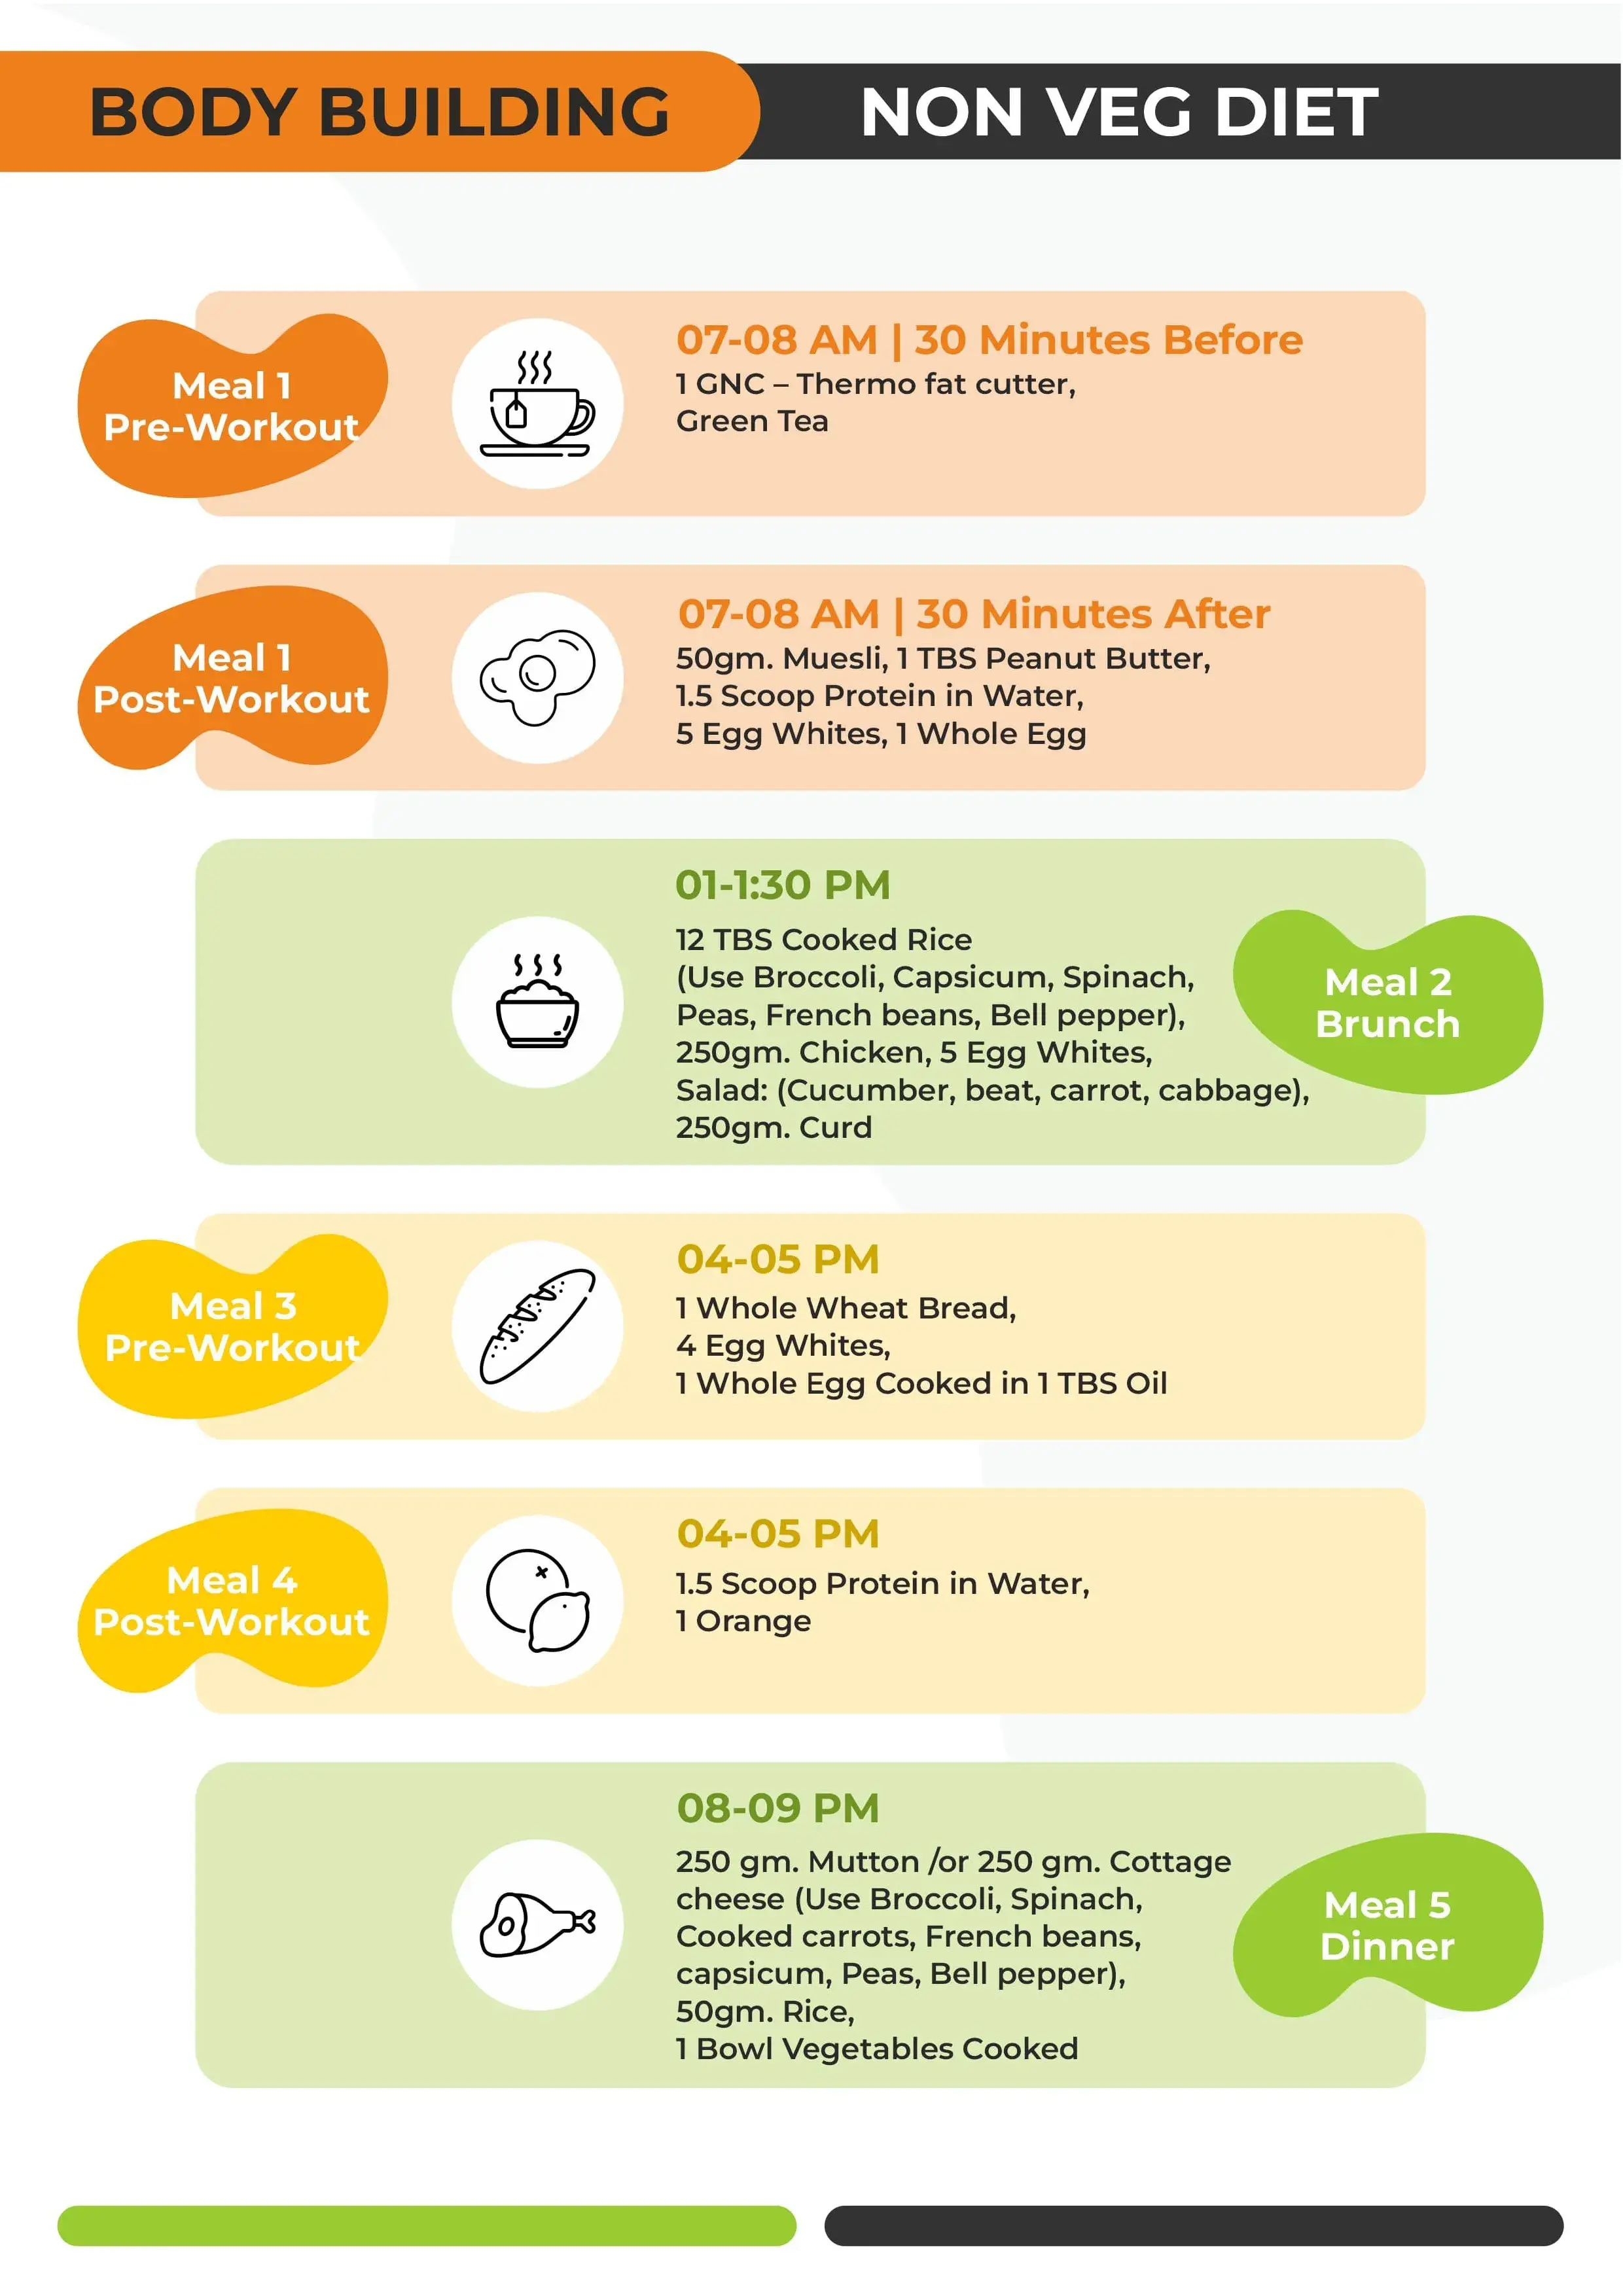 BODY BUILDING
NON VEG DIET
Meal 1
Pre-Workout
07-08 AM | 30 Minutes Before
1 GNC – Thermo fat cutter,
Green Tea
Meal 1
Post-Workout
07-08 AM | 30 Minutes After
50gm. Muesli, 1 TBS Peanut Butter,
1.5 Scoop Protein in Water,
5 Egg Whites, 1 Whole Egg
01-1:30 PM
12 TBS Cooked Rice
(Use Broccoli, Capsicum, Spinach,
Peas, French beans, Bell pepper),
250gm. Chicken, 5 Egg Whites,
Salad: (Cucumber, beat, carrot, cabbage),
250gm. Curd
Meal 2
Brunch
Meal 3
Pre-Workout
04-05 PM
1 Whole Wheat Bread,
4 Egg Whites,
1 Whole Egg Cooked in 1 TBS Oil
Meal 4
Post-Workout
04-05 PM
1.5 Scoop Protein in Water,
1 Orange
08-09 PM
250 gm. Mutton /or 250 gm. Cottage
cheese (Use Broccoli, Spinach,
Cooked carrots, French beans,
capsicum, Peas, Bell pepper),
50gm. Rice,
1 Bowl Vegetables Cooked
Meal 5
Dinner